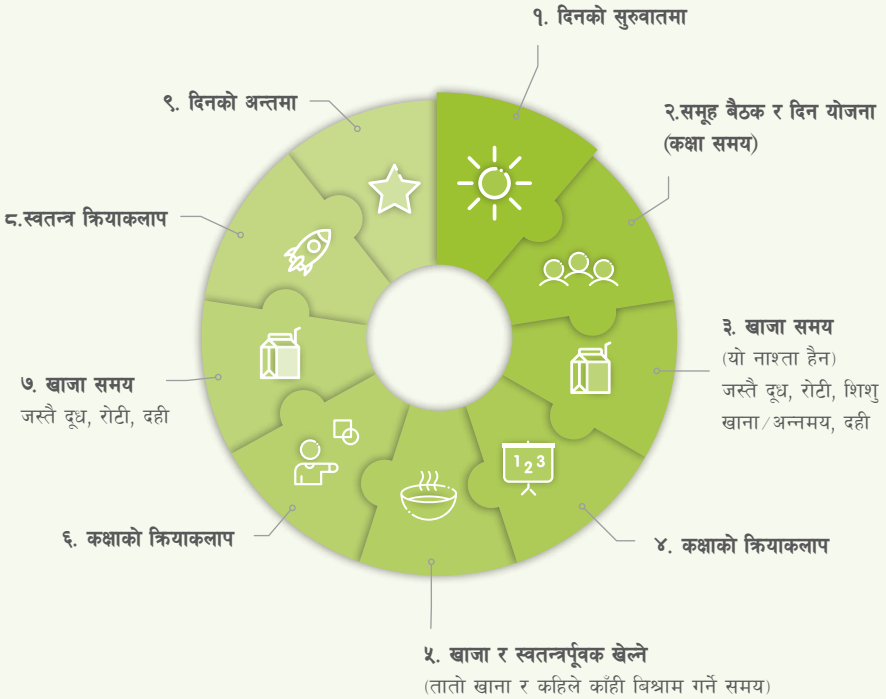 १. दिनको सुरुवातमा
२.समूह बैठक र दिन योजना
(कक्षा समय)
३. खाजा समय
(यो नाश्ता हैन)
जस्तै दूध, रोटी, शिशु
खाना/अन्नमय, दही
४. कक्षाको क्रियाकलाप
५. खाजा र स्वतन्त्रर्पूवक खेल्ने
(तातो खाना र कहिले काँही बिश्राम गर्ने समय)
६. कक्षाको क्रियाकलाप
७. खाजा समय
जस्तै दूध, रोटी, दही
८.स्वतन्त्र क्रियाकलाप
९. दिनको अन्तमा
1 2 3